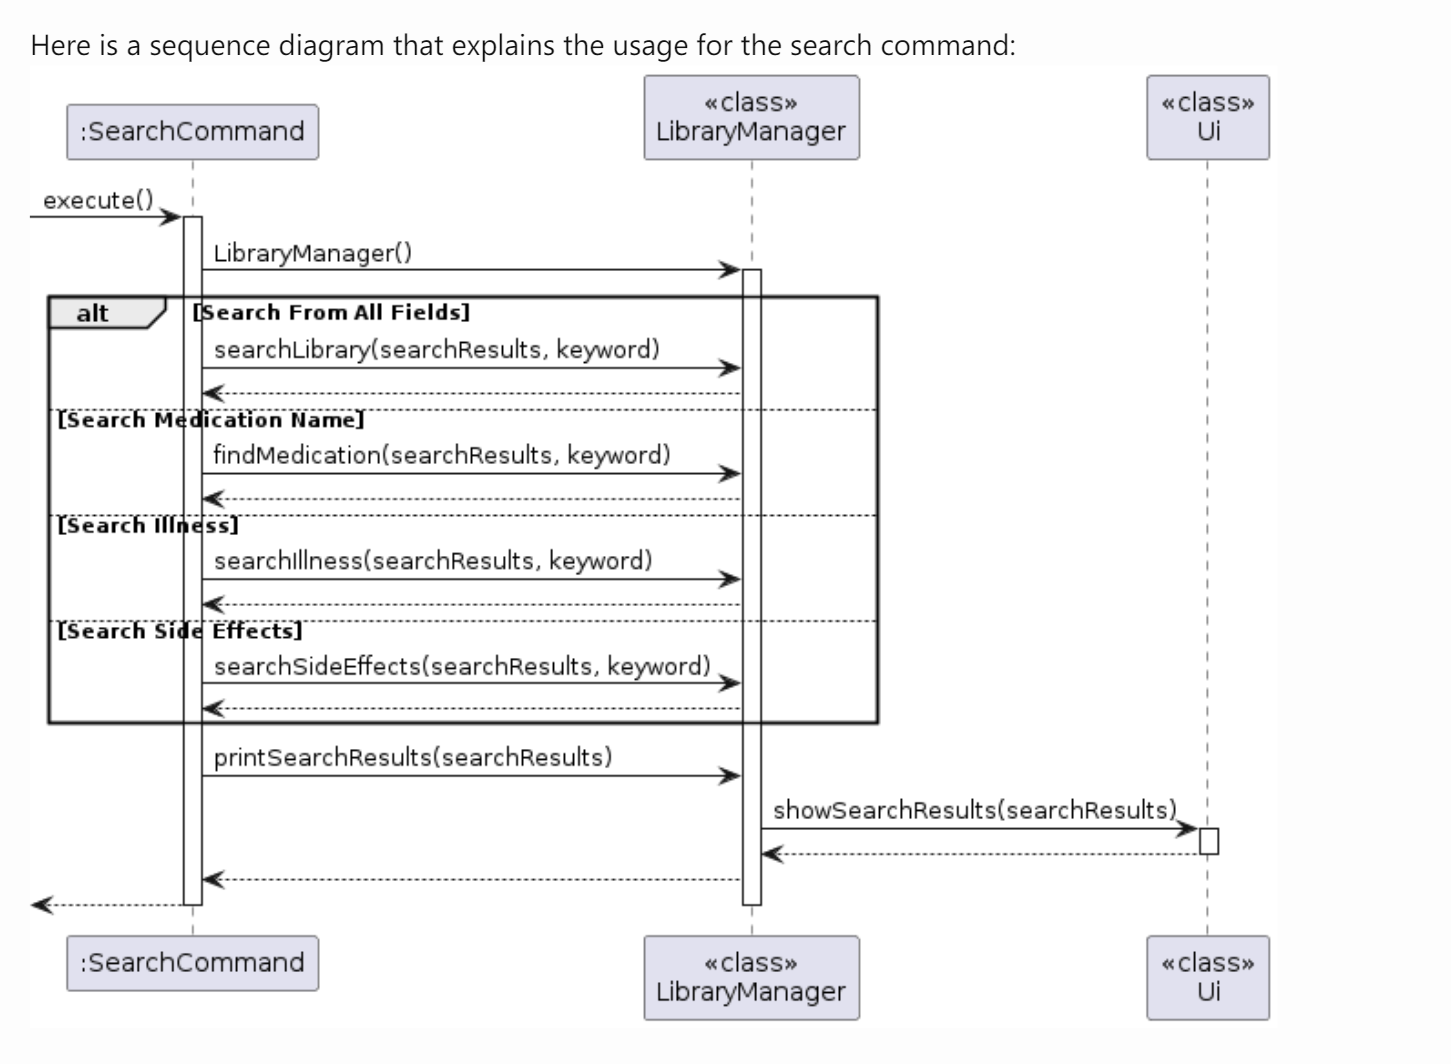 Here is a sequence diagram that explains the usage for the search command:
:SearchCommand
«class»
LibraryManager
«class»
Ui
execute()
LibraryManager()
alt
[Search From All Fields]
searchLibrary(searchResults, keyword)
[Search Medication Name]
findMedication(searchResults, keyword)
[Search Illness]
searchIllness(searchResults, keyword)
[Search Side Effects]
searchSideEffects(searchResults, keyword)
printSearchResults(searchResults)
showSearchResults(searchResults)
:SearchCommand
«class»
LibraryManager
«class»
Ui